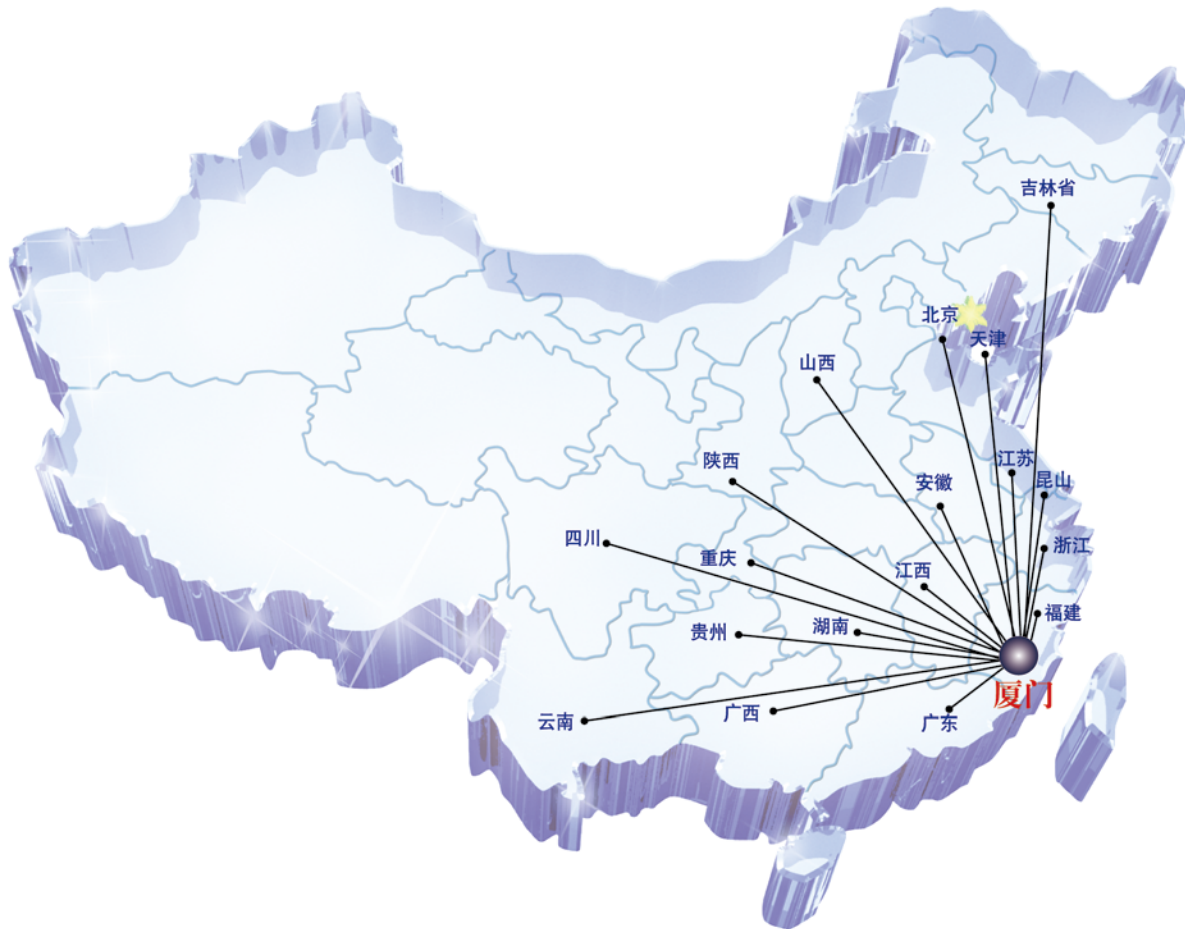 吉林省
北京
天津
山西
陕西
江苏
安徽
昆山
四川
重庆
浙江
江西
福建
贵州
湖南
厦门
云南
广西
广东